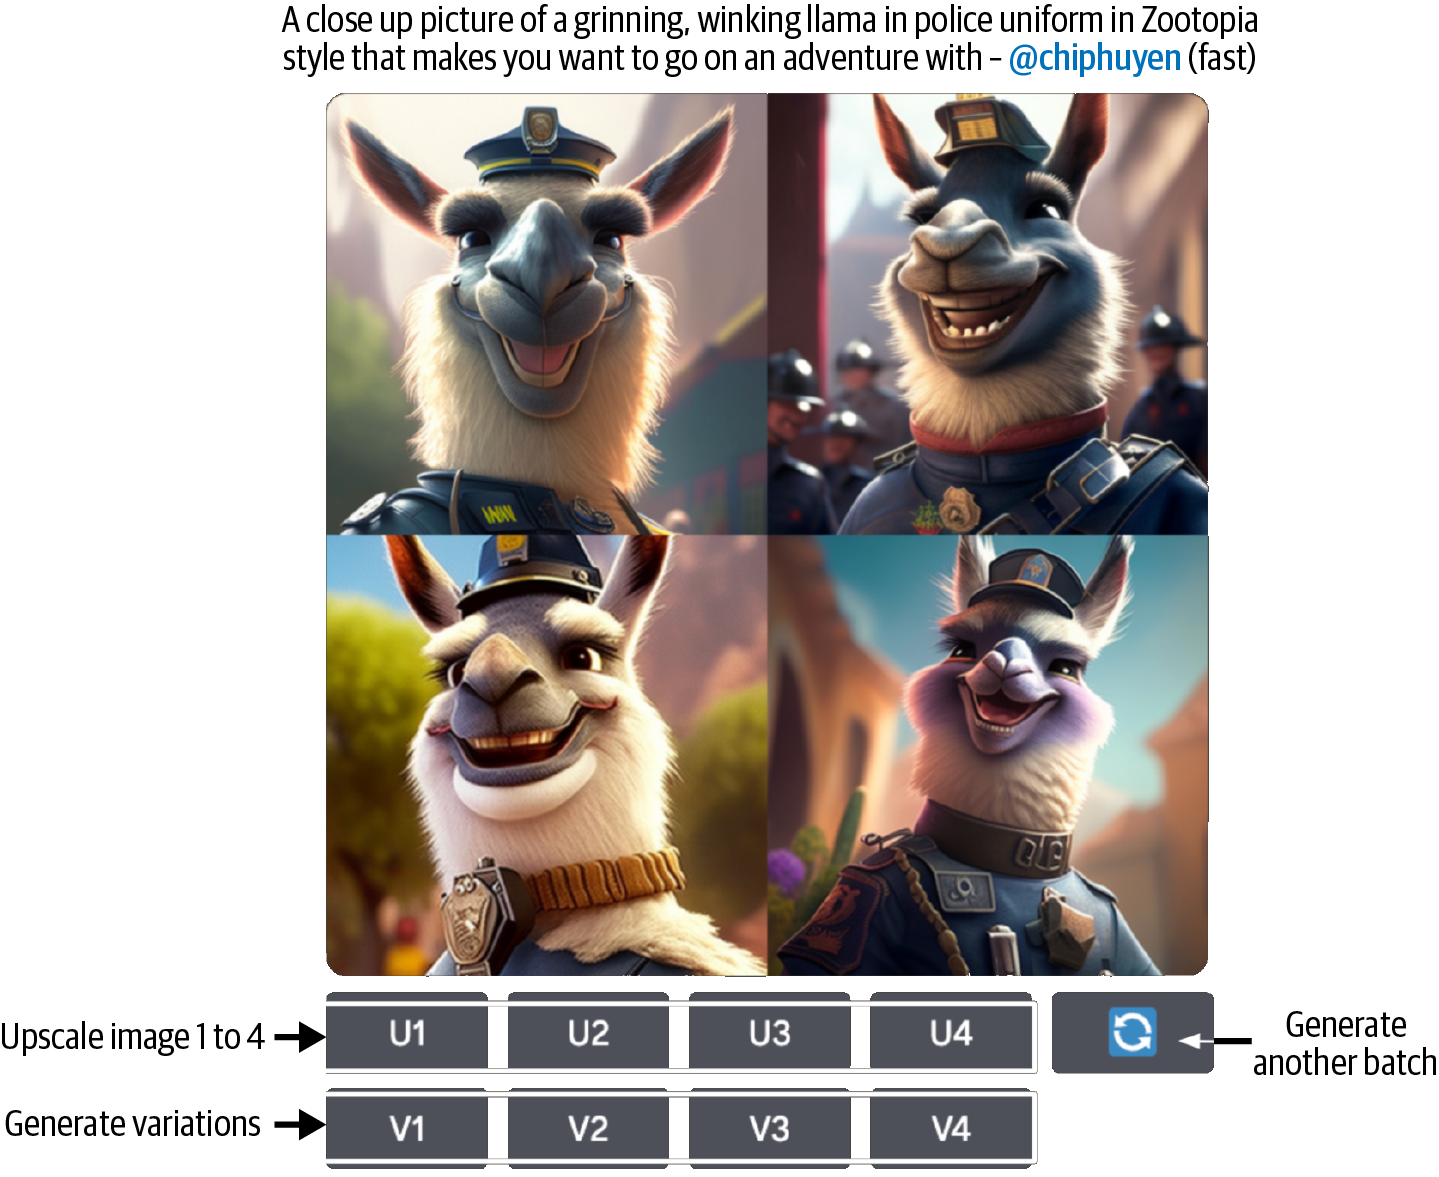 A close up picture of a grinning, winking llama in police uniform in Zootopia
style that makes you want to go on an adventure with – @chiphuyen (fast)
Upscale image 1 to 4
U1
U2
U3
U4
Generate
another batch
Generate variations
V1
V2
V3
V4